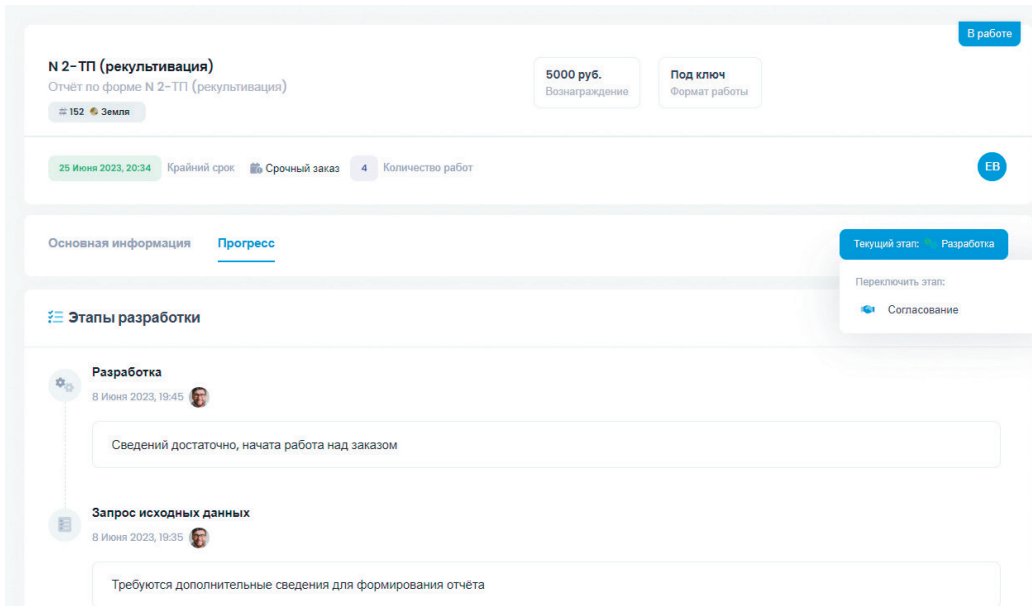 В работе
N 2-ТП (рекультивация)
Отчёт по форме N 2-ТП (рекультивация)
152 Земля
5000 руб.
Вознаграждение
Под ключ
Формат работы
25 Июня 2023, 20:34 Крайний срок Срочный заказ 4 Количество работ
ЕВ
Основная информация Прогресс
Текущий этап: Разработка
Переключить этап:
Согласование
Этапы разработки
Разработка
8 Июня 2023, 19:45
Сведений достаточно, начата работа над заказом
Запрос исходных данных
8 Июня 2023, 19:35
Требуются дополнительные сведения для формирования отчёта